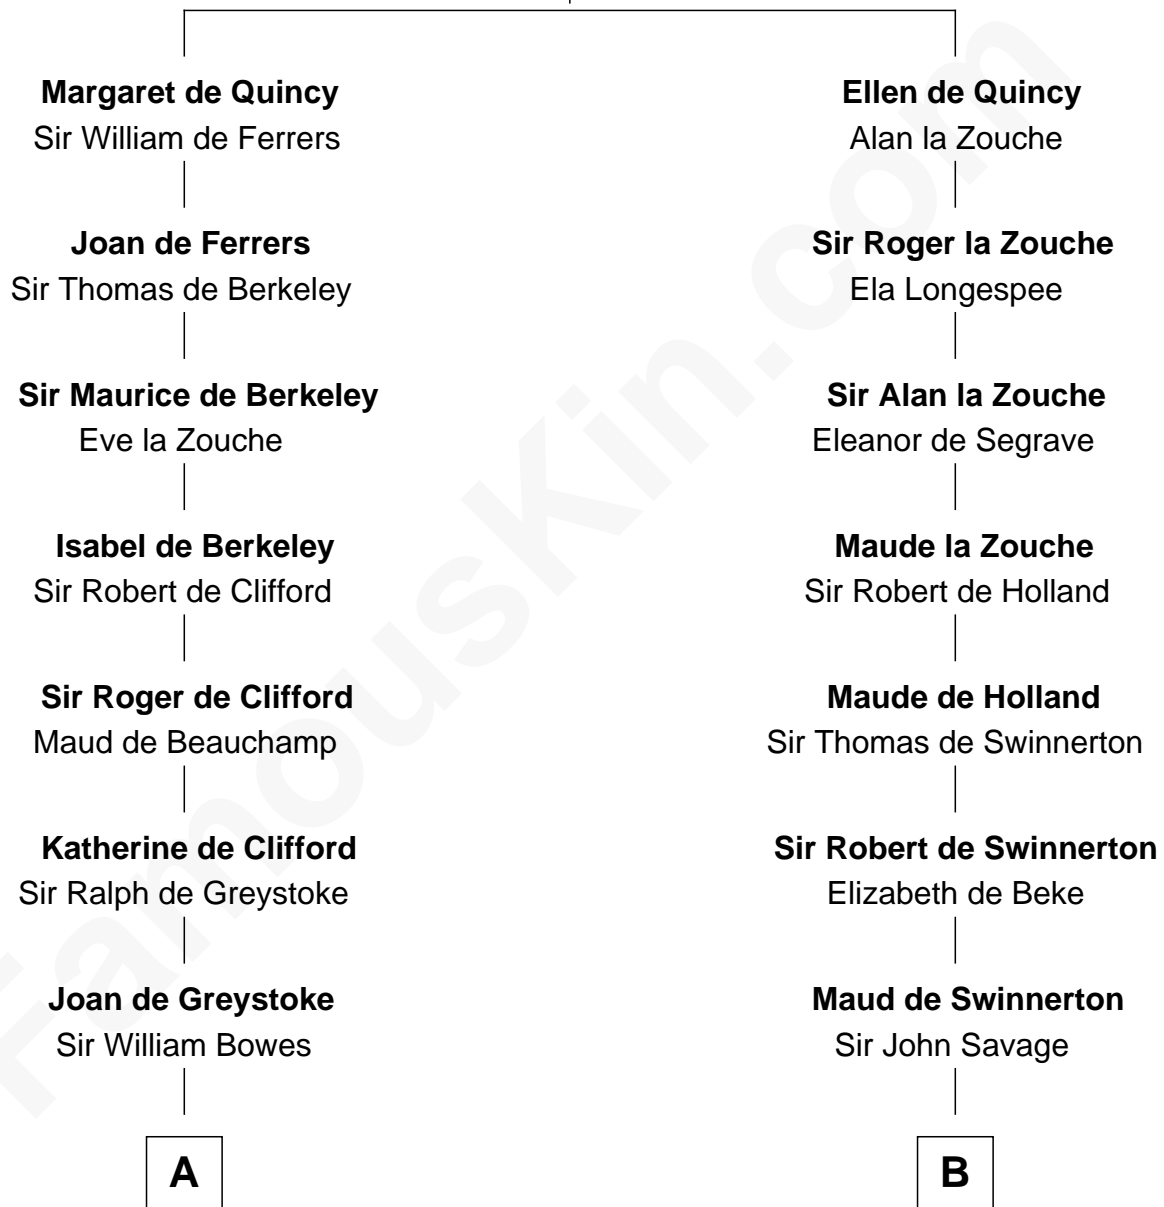 Margaret de Quincy
Sir William de Ferrers
Joan de Ferrers
Sir Thomas de Berkeley
Sir Maurice de Berkeley
Eve la Zouche
Isabel de Berkeley
Sir Robert de Clifford
Sir Roger de Clifford
Maud de Beauchamp
Katherine de Clifford
Sir Ralph de Greystoke
Joan de Greystoke
Sir William Bowes
A
Ellen de Quincy
Alan la Zouche
Sir Roger la Zouche
Ela Longespee
Sir Alan la Zouche
Eleanor de Segrave
Maude la Zouche
Sir Robert de Holland
Maude de Holland
Sir Thomas de Swinnerton
Sir Robert de Swinnerton
Elizabeth de Beke
Maud de Swinnerton
Sir John Savage
B
FamousKin.com